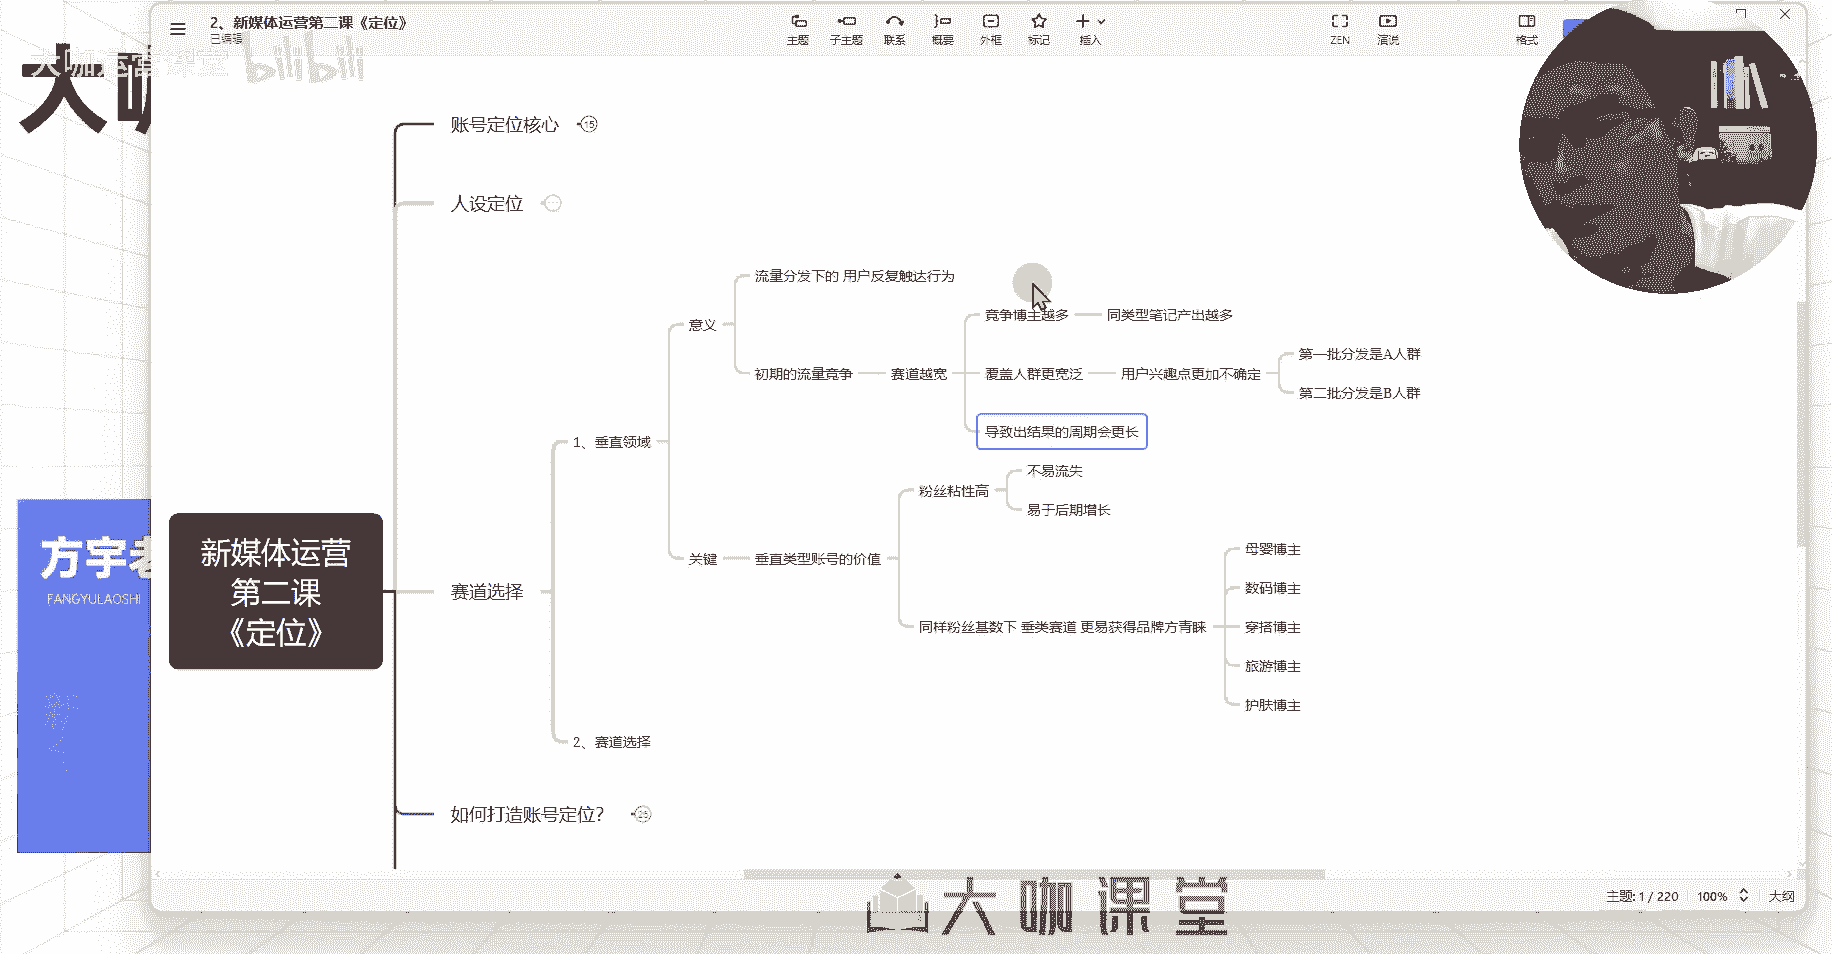 2、新媒体运营第二课《定位》
已编辑
主题
子主题
联系
概要
外框
标记
插入
ZEN
演说
格式
大咖运营课堂
bilibili
大咖
账号定位核心
15
人设定位
流量分发下的 用户反复触达行为
意义
竞争博主越多
同类型笔记产出越多
初期的流量竞争
赛道越宽
覆盖人群更宽泛
用户兴趣点更加不确定
第一批分发是A人群
第二批分发是B人群
导致出结果的周期会更长
1、垂直领域
粉丝粘性高
不易流失
易于后期增长
关键
垂直类型账号的价值
同样粉丝基数下 垂类赛道 更易获得品牌方青睐
母婴博主
数码博主
穿搭博主
旅游博主
护肤博主
方宇老
FANGYULAOSHI
新媒体运营
第二课
《定位》
赛道选择
2、赛道选择
如何打造账号定位？
主题: 1 / 220
100%
大纲
大咖课堂